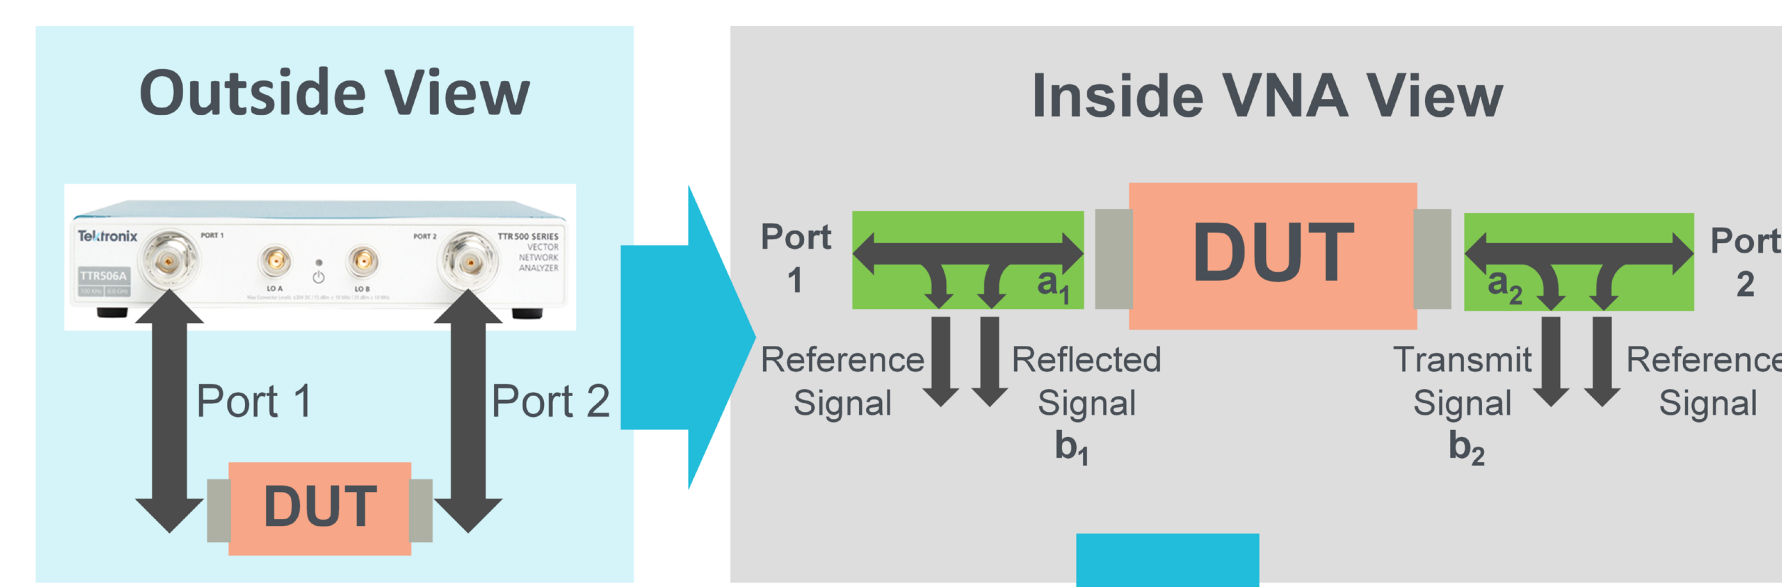 Outside View
Tektronix
PORT 1
PORT 2
TTR500 SERIES
VECTOR
NETWORK
ANALYZER
TTR506A
LO A
LO B
Port 1
Port 2
DUT
Inside VNA View
Port
1
a1
DUT
a2
Port
2
Reference
Signal
Reflected
Signal
b1
Transmit
Signal
b2
Reference
Signal